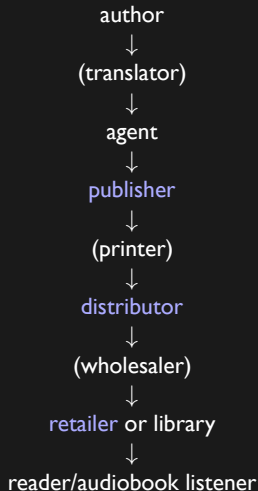 author
↓
(translator)
↓
agent
↓
publisher
↓
(printer)
↓
distributor
↓
(wholesaler)
↓
retailer or library
↓
reader/audiobook listener